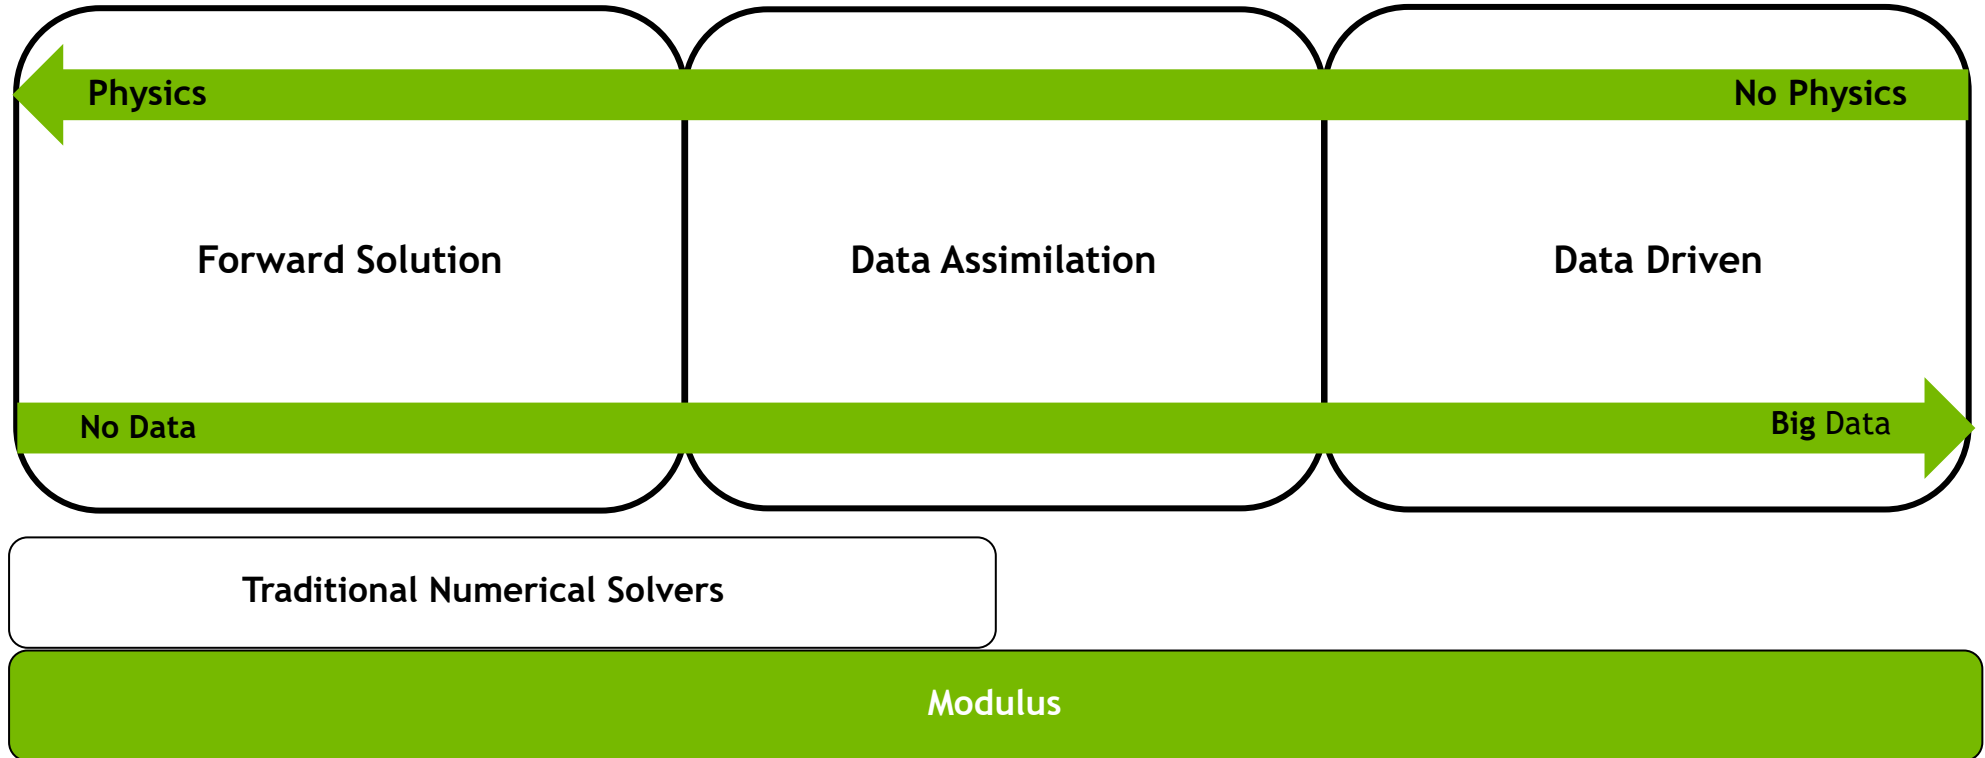 Physics
No Physics
Forward Solution
Data Assimilation
Data Driven
No Data
Big Data
Traditional Numerical Solvers
Modulus